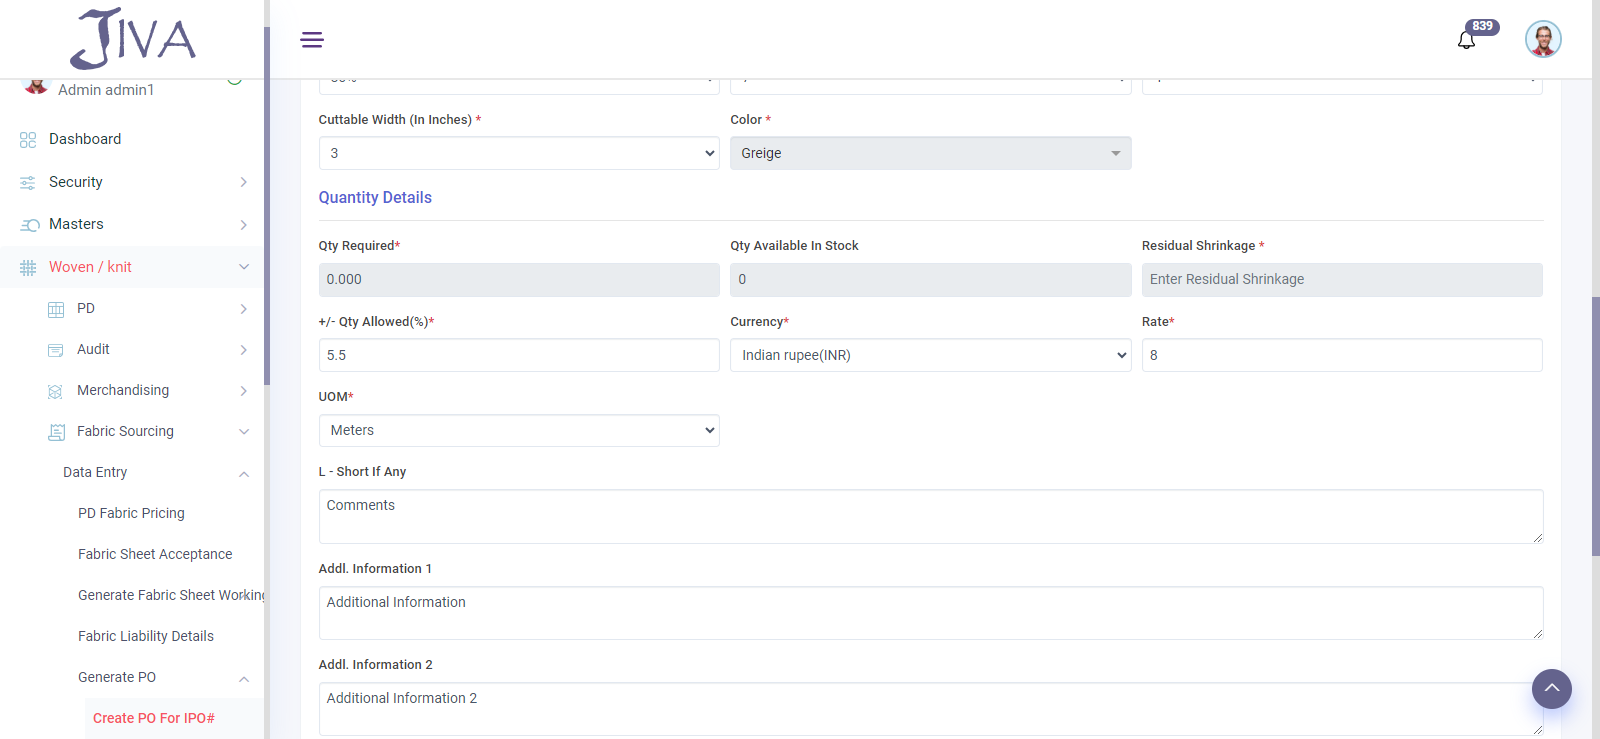 JIVA
839
Admin admin1
Dashboard
Security
Masters
Woven / knit
PD
Audit
Merchandising
Fabric Sourcing
Data Entry
PD Fabric Pricing
Fabric Sheet Acceptance
Generate Fabric Sheet Working
Fabric Liability Details
Generate PO
Create PO For IPO#
Cuttable Width (In Inches) *
Color *
3
Greige
Quantity Details
Qty Required*
Qty Available In Stock
Residual Shrinkage *
0.000
0
Enter Residual Shrinkage
+/- Qty Allowed(%)*
Currency*
Rate*
5.5
Indian rupee(INR)
8
UOM*
Meters
L - Short If Any
Comments
Addl. Information 1
Additional Information
Addl. Information 2
Additional Information 2